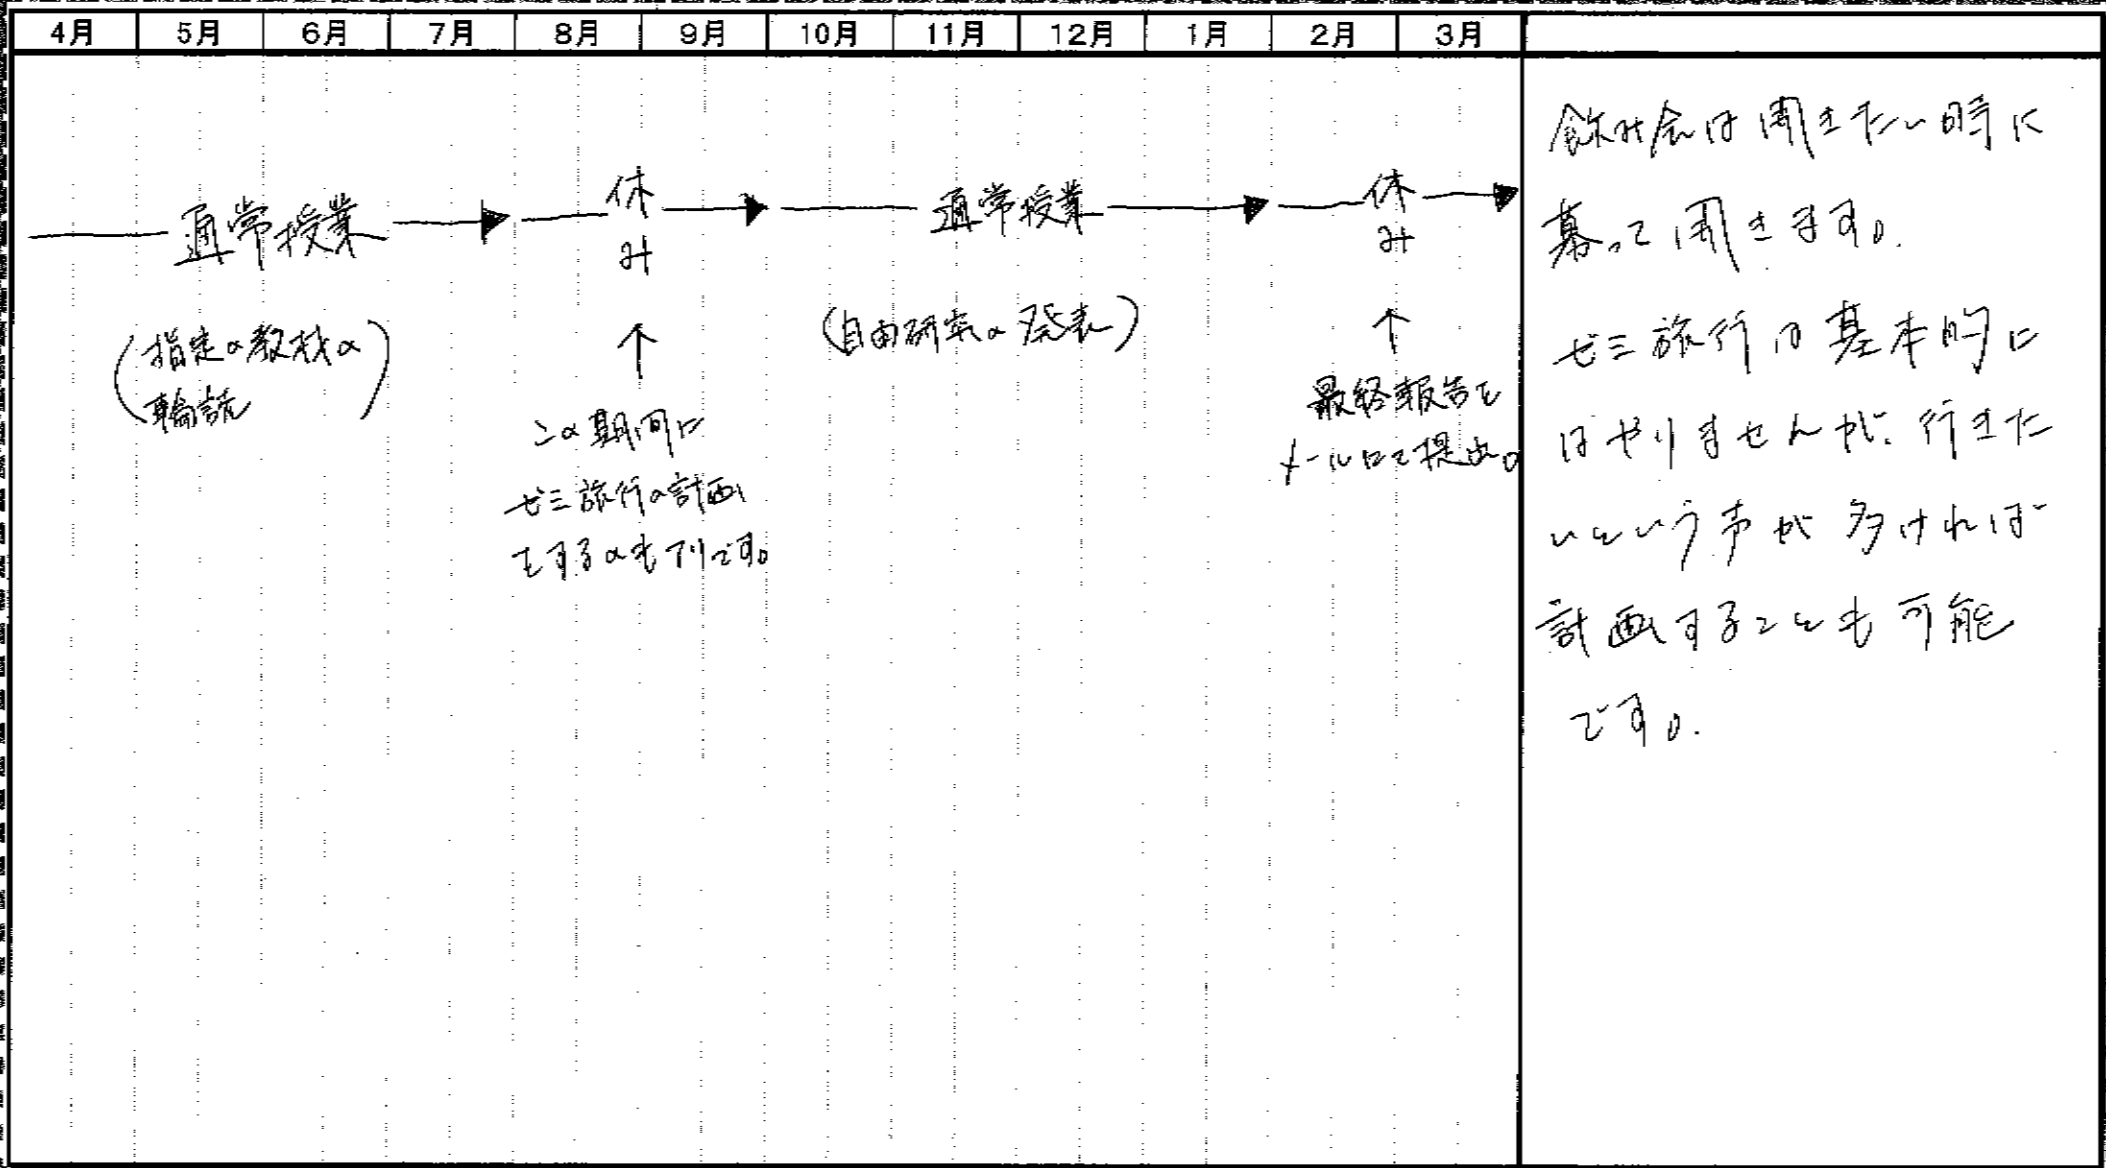 4月 5月 6月 7月 8月 9月 10月 11月 12月 1月 2月 3月
通常授業
(指定の教材の
輪読)
休
み
↑
この期間に
ゼミ旅行の計画
をするのもアリです。
通常授業
(自由研究の発表)
休
み
↑
最終報告を
メールにて提出。
飲み会は開きたい時に
募って開きます。
ゼミ旅行は基本的に
はやりませんが、行きた
いという声が多ければ
計画することも可能
です。